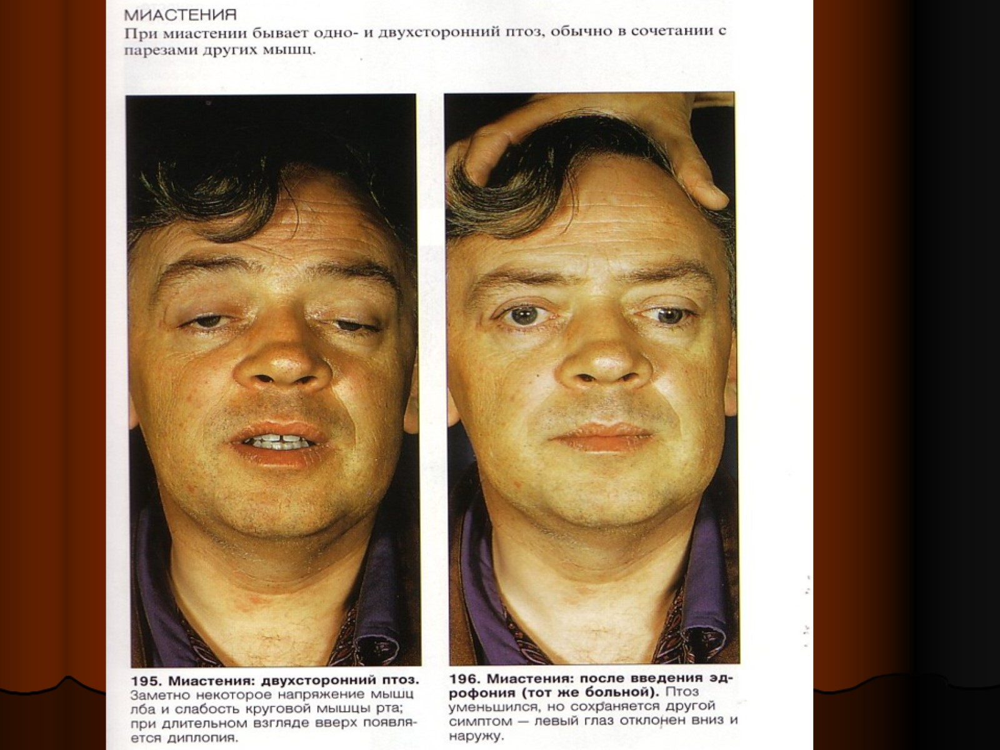 МИАСТЕНИЯ
При миастении бывает одно- и двухсторонний птоз, обычно в сочетании с
парезами других мышц.
195. Миастения: двухсторонний птоз.
Заметно некоторое напряжение мышц
лба и слабость круговой мышцы рта;
при длительном взгляде вверх появля-
ется диплопия.
196. Миастения: после введения эд-
рофония (тот же больной). Птоз
уменьшился, но сохраняется другой
симптом — левый глаз отклонен вниз и
наружу.